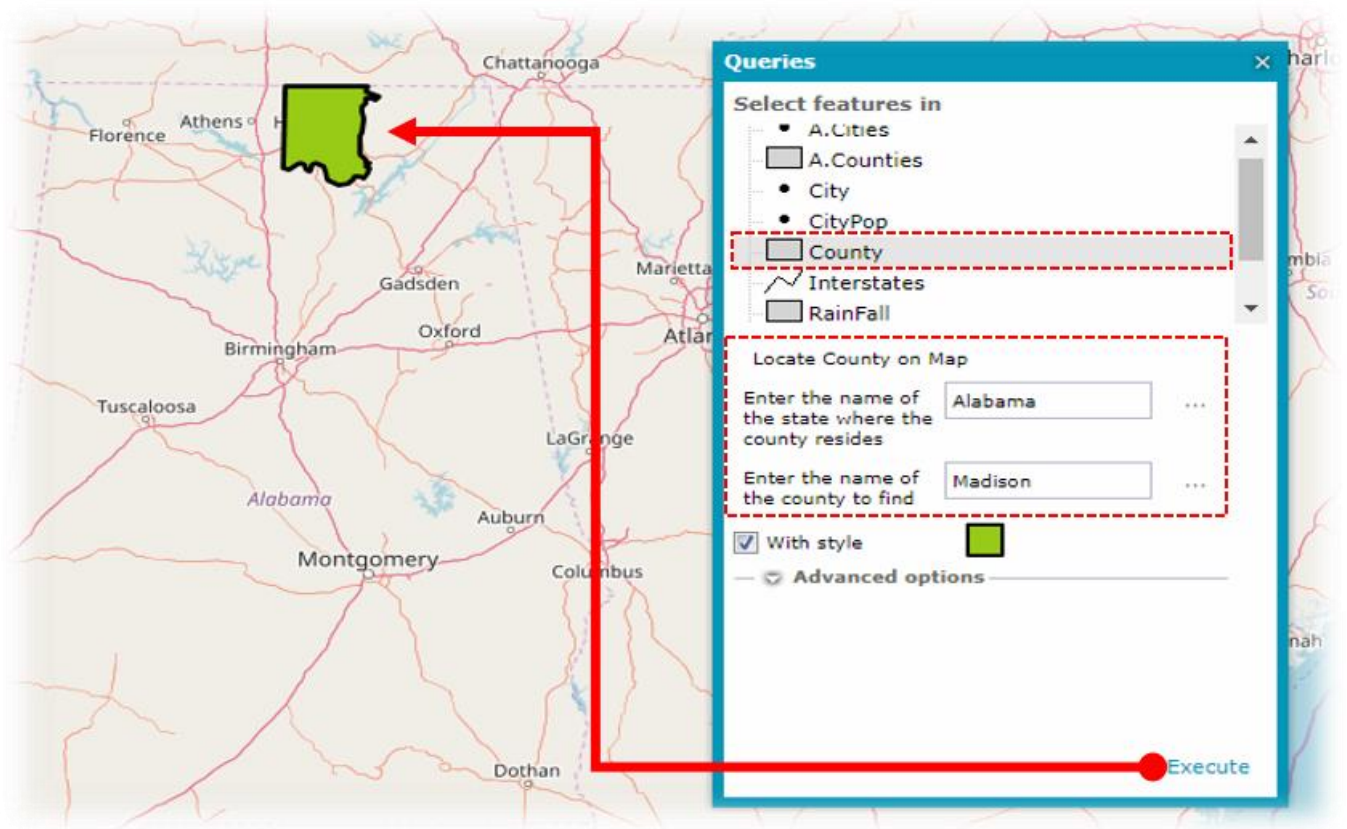 Chattanooga
Athens
Florence
Gadsden
Marietta
Oxford
Birmingham
Tuscaloosa
LaGrange
Alabama
Auburn
Montgomery
Columbus
Dothan
Queries
Select features in
A.Cities
A.Counties
City
CityPop
County
Interstates
RainFall
Locate County on Map
Enter the name of
the state where the
county resides
Alabama
...
Enter the name of
the county to find
Madison
...
With style
Advanced options
Execute